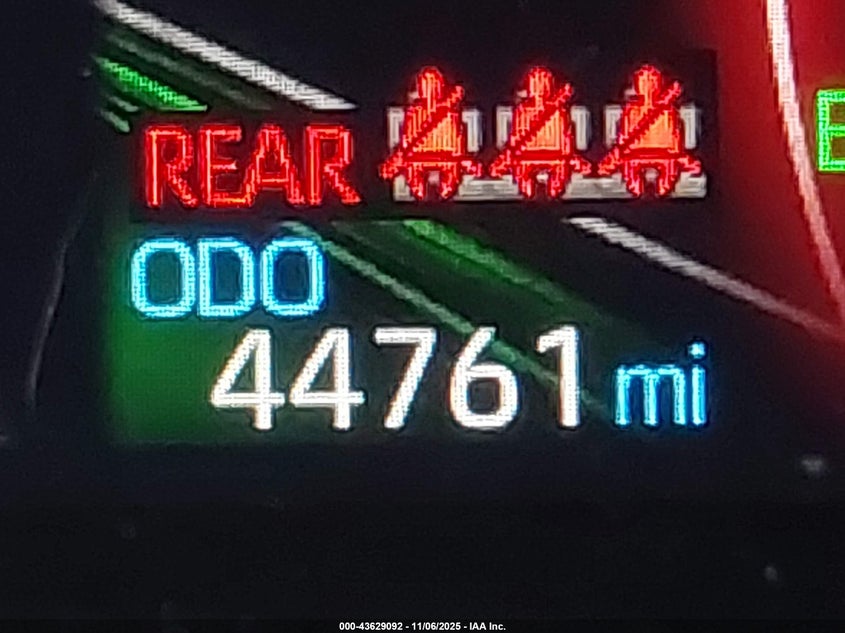 REAR
ODO
44761 mi
E
000-43629092 - 11/06/2025 - IAA Inc.